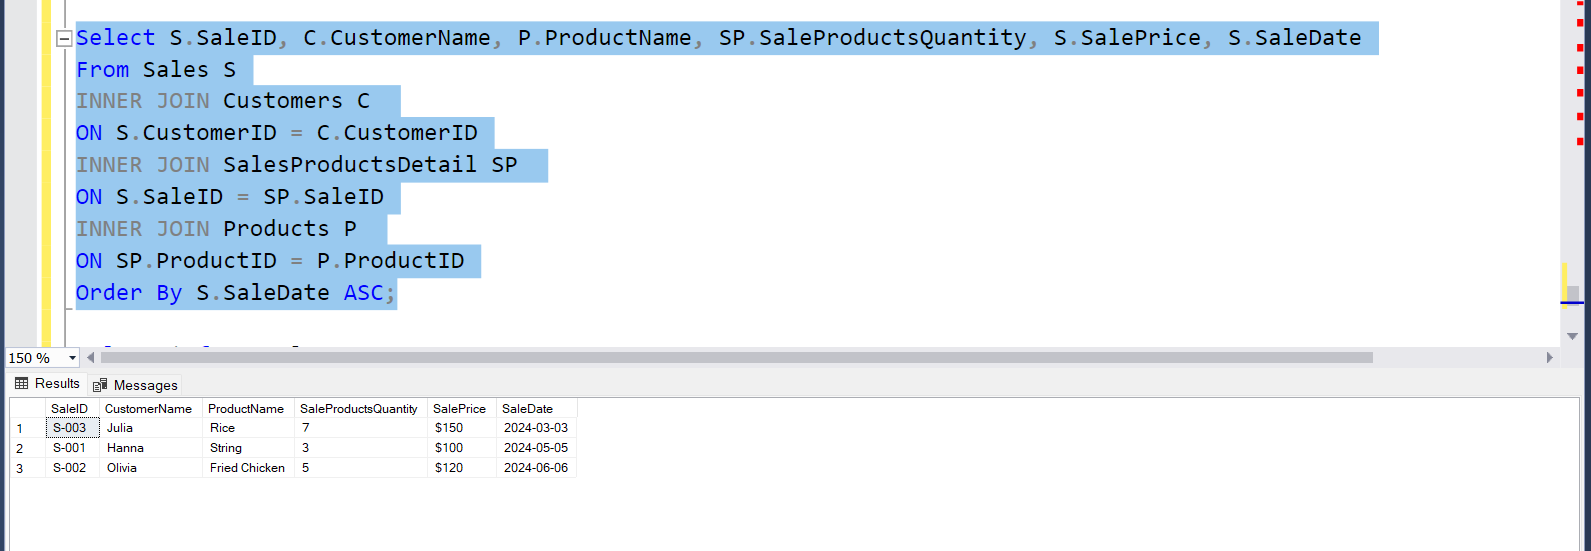 Select S.SaleID, C.CustomerName, P.ProductName, SP.SaleProductsQuantity, S.SalePrice, S.SaleDate
From Sales S
INNER JOIN Customers C
ON S.CustomerID = C.CustomerID
INNER JOIN SalesProductsDetail SP
ON S.SaleID = SP.SaleID
INNER JOIN Products P
ON SP.ProductID = P.ProductID
Order By S.SaleDate ASC;
150 %
Results Messages
SaleID CustomerName ProductName SaleProductsQuantity SalePrice SaleDate
1 S-003 Julia Rice 7 $150 2024-03-03
2 S-001 Hanna String 3 $100 2024-05-05
3 S-002 Olivia Fried Chicken 5 $120 2024-06-06